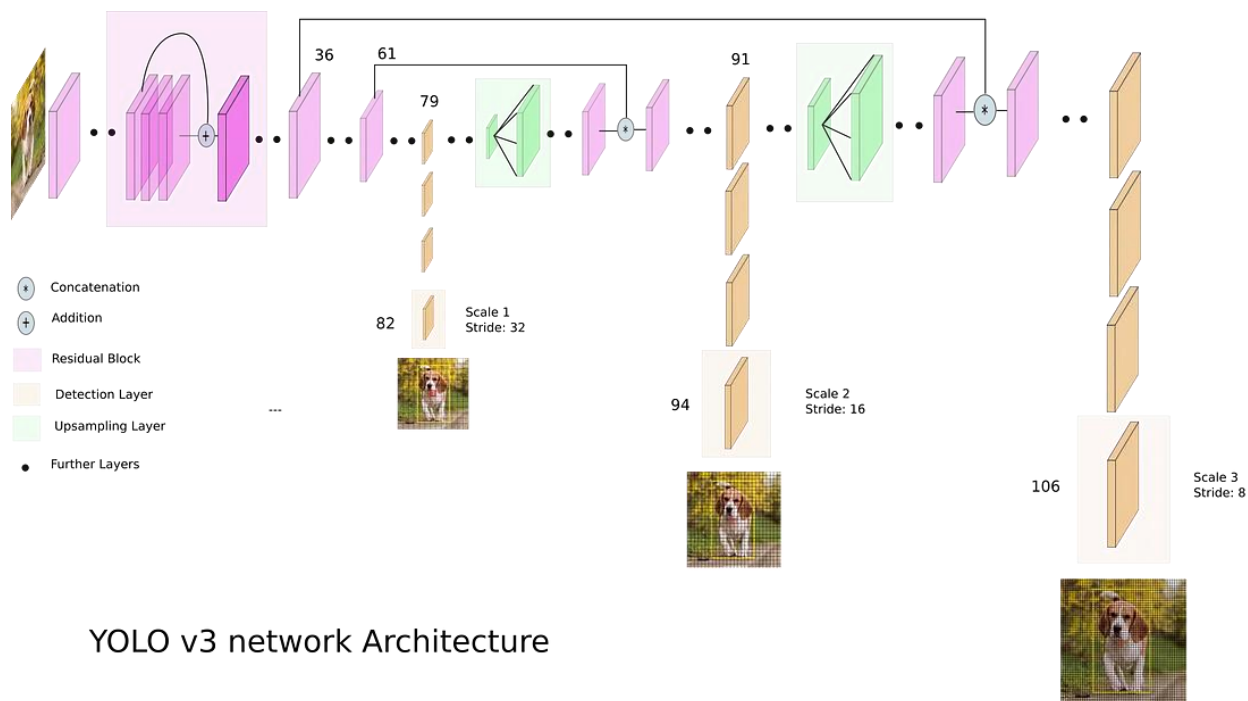 36
61
91
79
*
*
+
* Concatenation
+ Addition
Residual Block
Detection Layer
Upsampling Layer
Further Layers
---
82
Scale 1
Stride: 32
94
Scale 2
Stride: 16
106
Scale 3
Stride: 8
YOLO v3 network Architecture